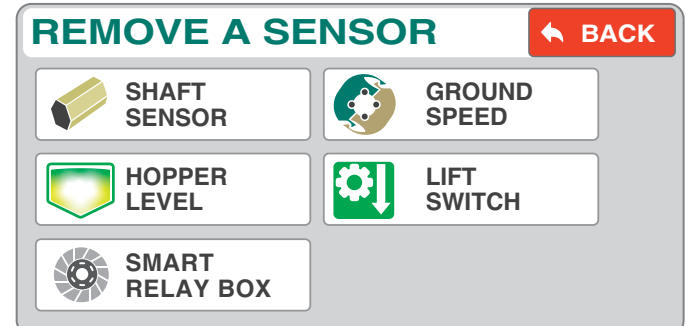 REMOVE A SENSOR
BACK
SHAFT
SENSOR
GROUND
SPEED
HOPPER
LEVEL
LIFT
SWITCH
SMART
RELAY BOX